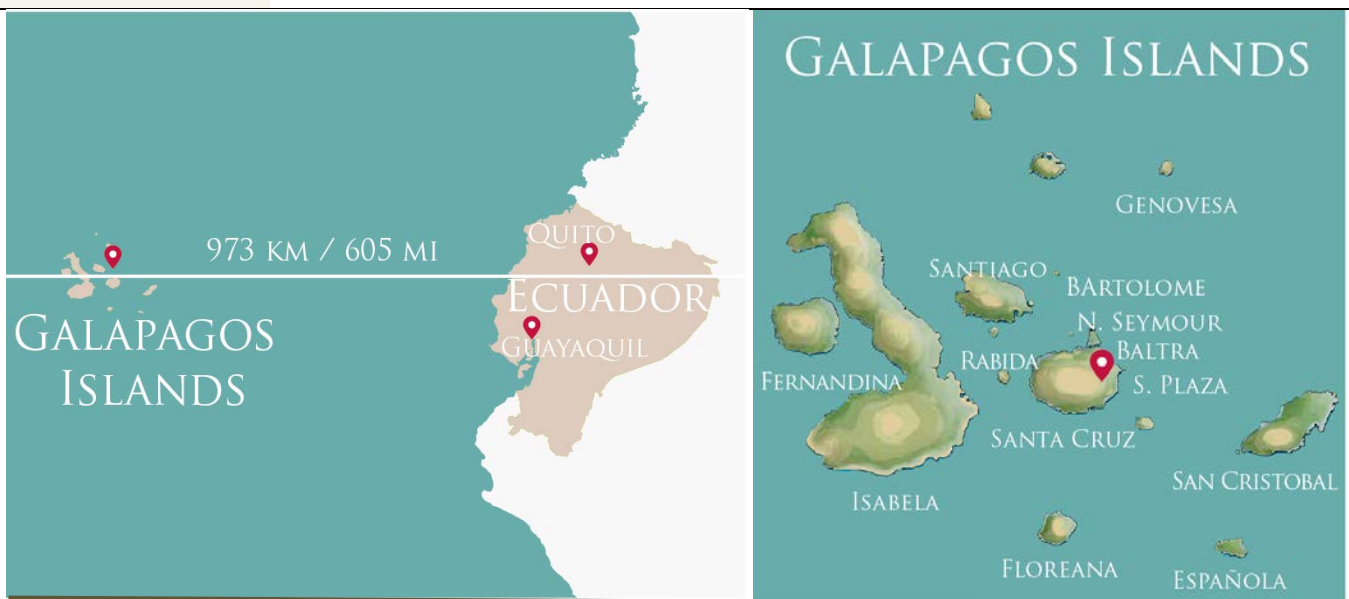 973 KM / 605 MI
QUITO
ECUADOR
GUAYAQUIL
GALAPAGOS
ISLANDS
GALAPAGOS ISLANDS
GENOVESA
SANTIAGO
BARTOLOME
N. SEYMOUR
BALTRA
RABIDA
FERNANDINA
S. PLAZA
SANTA CRUZ
SAN CRISTOBAL
ISABELA
FLOREANA
ESPAÑOLA